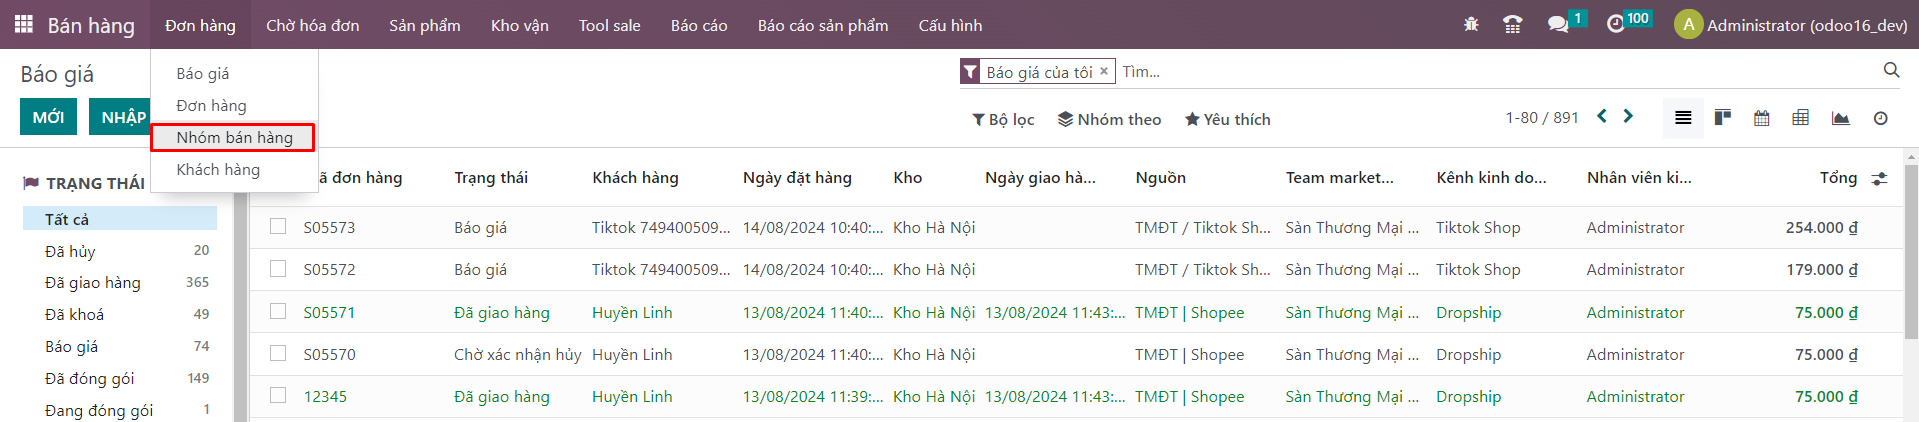 Bán hàng Đơn hàng Chờ hóa đơn Sản phẩm Kho vận Tool sale Báo cáo Báo cáo sản phẩm Cấu hình 1 100 A Administrator (odoo16_dev)
Báo giá
Báo giá của tôi × Tìm...
MỚI NHẬP
Báo giá
Đơn hàng
Nhóm bán hàng
Khách hàng
Bộ lọc Nhóm theo Yêu thích 1-80 / 891
TRẠNG THÁI
Tất cả
Đã hủy 20
Đã giao hàng 365
Đã khoá 49
Báo giá 74
Đã đóng gói 149
Đang đóng gói 1
đơn hàng Trạng thái Khách hàng Ngày đặt hàng Kho Ngày giao hà... Nguồn Team market... Kênh kinh do... Nhân viên ki... Tổng
S05573 Báo giá Tiktok 749400509... 14/08/2024 10:40:... Kho Hà Nội TMĐT / Tiktok Sh... Sàn Thương Mại ... Tiktok Shop Administrator 254.000 ₫
S05572 Báo giá Tiktok 749400509... 14/08/2024 10:40:... Kho Hà Nội TMĐT / Tiktok Sh... Sàn Thương Mại ... Tiktok Shop Administrator 179.000 ₫
S05571 Đã giao hàng Huyền Linh 13/08/2024 11:40:... Kho Hà Nội 13/08/2024 11:43:... TMĐT | Shopee Sàn Thương Mại ... Dropship Administrator 75.000 ₫
S05570 Chờ xác nhận hủy Huyền Linh 13/08/2024 11:40:... Kho Hà Nội TMĐT | Shopee Sàn Thương Mại ... Dropship Administrator 75.000 ₫
12345 Đã giao hàng Huyền Linh 13/08/2024 11:39:... Kho Hà Nội 13/08/2024 11:43:... TMĐT | Shopee Sàn Thương Mại ... Dropship Administrator 75.000 ₫